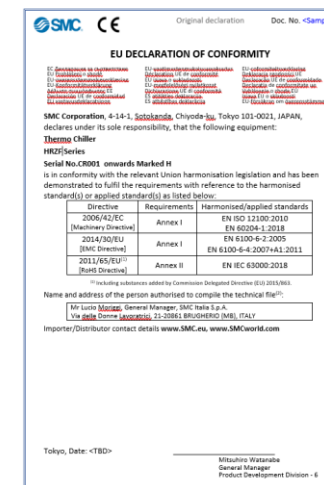 SMC. CE Original declaration Doc. No. <Samp
EU DECLARATION OF CONFORMITY
SMC Corporation, 4-14-1, Sotokanda, Chiyoda-ku, Tokyo 101-0021, JAPAN,
declares under its sole responsibility, that the following equipment:
Thermo Chiller
HRZF Series
Serial No.CR001 onwards Marked H
is in conformity with the relevant Union harmonisation legislation and has been
demonstrated to fulfil the requirements with reference to the harmonised
standard(s) or applied standard(s) as listed below:
Directive Requirements Harmonised/applied standards
2006/42/EC
[Machinery Directive]
Annex I
EN ISO 12100:2010
EN 60204-1:2018
2014/30/EU
[EMC Directive]
Annex I
EN 6100-6-2:2005
EN 6100-6-4:2007+A1:2011
2011/65/EU(1)
[RoHS Directive]
Annex II
EN IEC 63000:2018
(1) Including substances added by Commission Delegated Directive (EU) 2015/863.
Name and address of the person authorised to compile the technical file(2):
Mr Lucio Moriggi, General Manager, SMC Italia S.p.A.
Via delle Donne Lavoratrici, 21-20861 BRUGHERIO (MB), ITALY
Importer/Distributor contact details www.SMC.eu, www.SMCworld.com
Tokyo, Date: <TBD>
Mitsuhiro Watanabe
General Manager
Product Development Division - 6